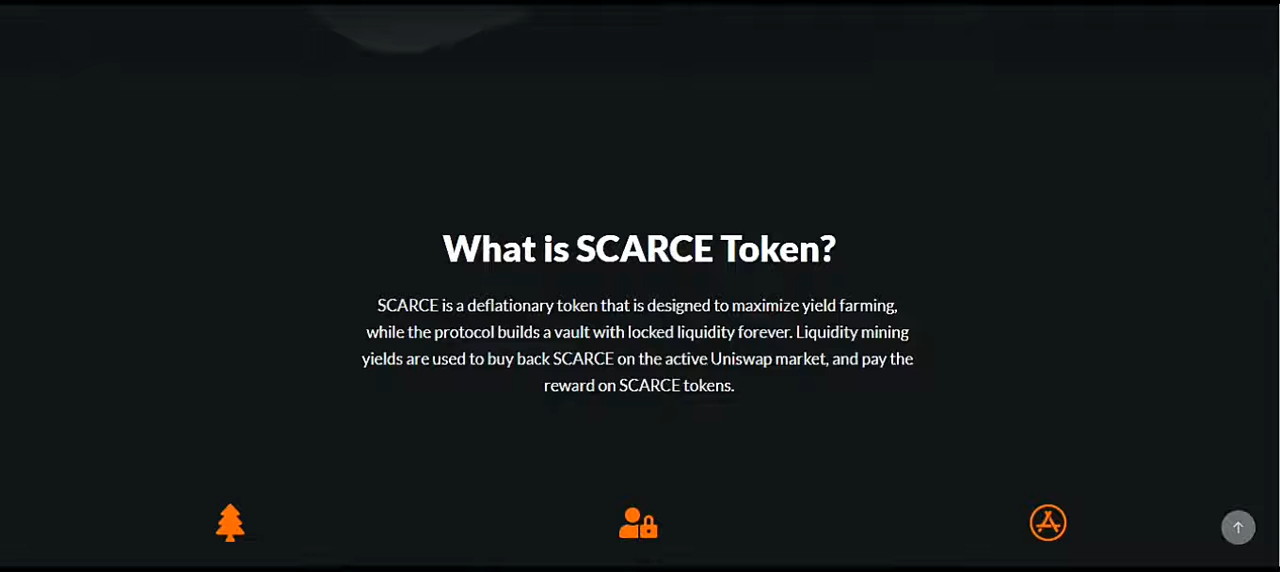 What is SCARCE Token?
SCARCE is a deflationary token that is designed to maximize yield farming,
while the protocol builds a vault with locked liquidity forever. Liquidity mining
yields are used to buy back SCARCE on the active Uniswap market, and pay the
reward on SCARCE tokens.